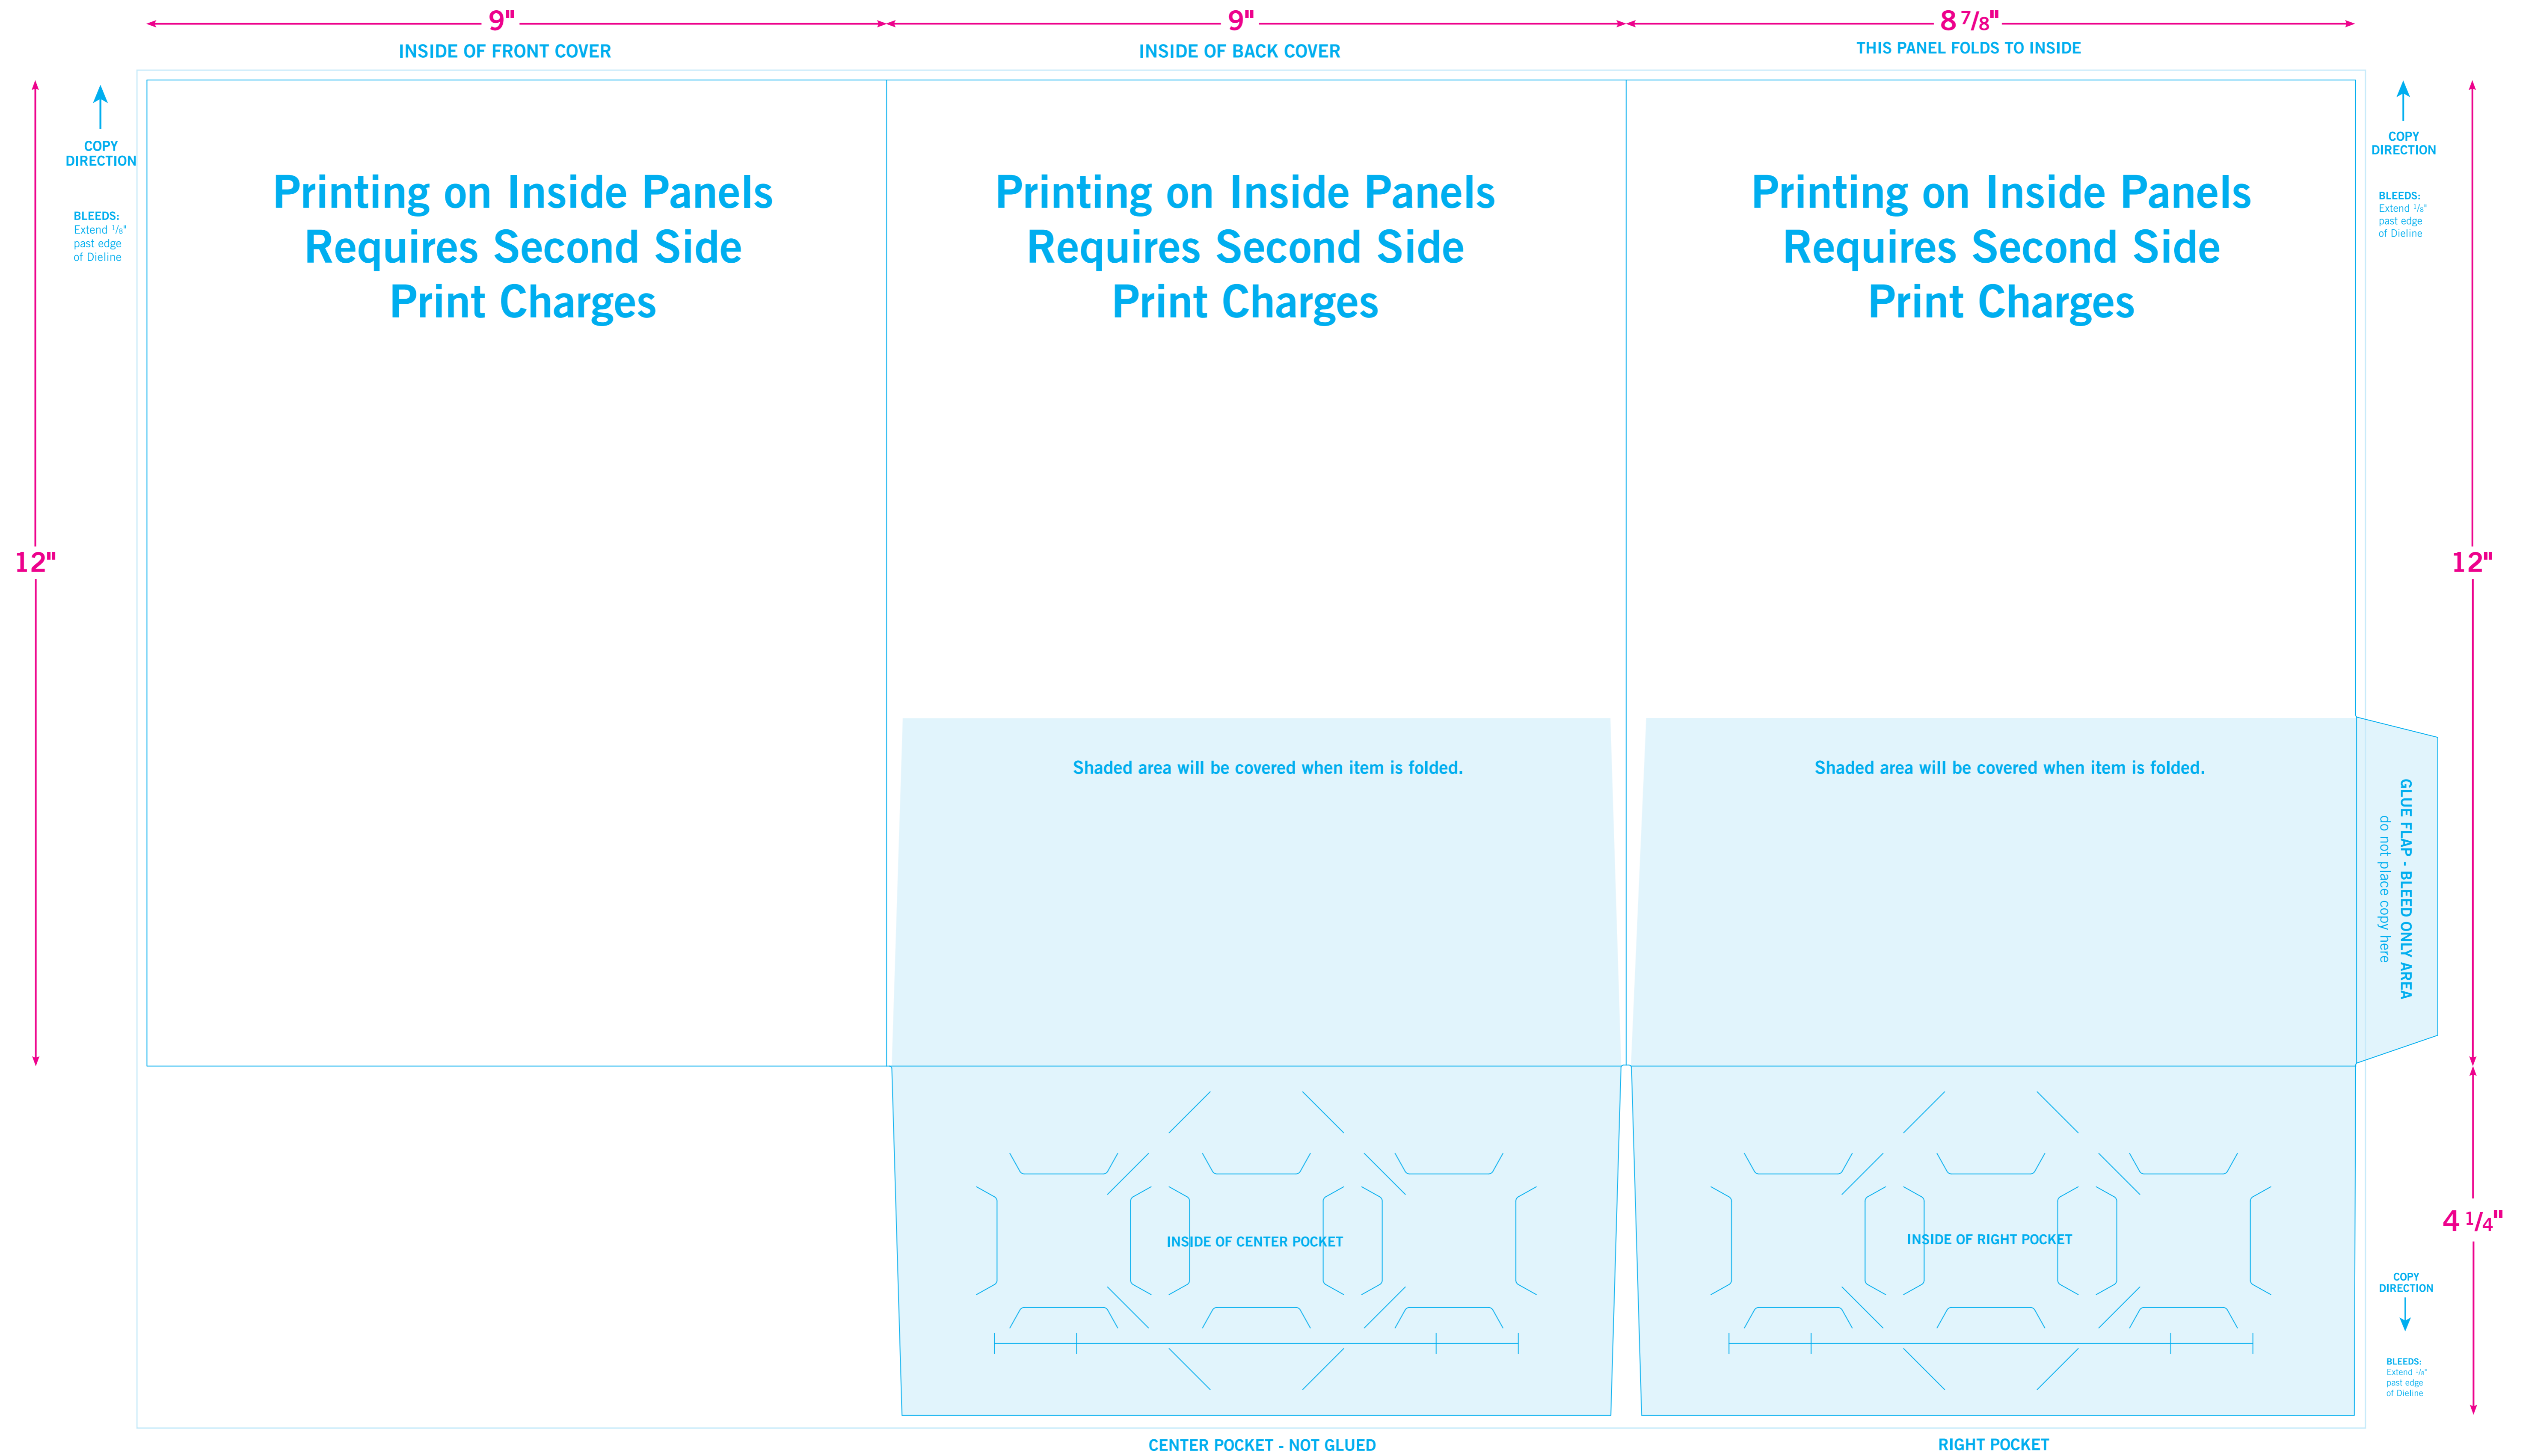 9"
9"
8 7/8"
INSIDE OF FRONT COVER
INSIDE OF BACK COVER
THIS PANEL FOLDS TO INSIDE
COPY
DIRECTION
BLEEDS:
Extend 1/8"
past edge
of Dieline
12"
Printing on Inside Panels
Requires Second Side
Print Charges
Printing on Inside Panels
Requires Second Side
Print Charges
Printing on Inside Panels
Requires Second Side
Print Charges
COPY
DIRECTION
BLEEDS:
Extend 1/8"
past edge
of Dieline
12"
Shaded area will be covered when item is folded.
Shaded area will be covered when item is folded.
GLUE FLAP - BLEED ONLY AREA
do not place copy here
INSIDE OF CENTER POCKET
INSIDE OF RIGHT POCKET
4 1/4"
COPY
DIRECTION
BLEEDS:
Extend 1/8"
past edge
of Dieline
CENTER POCKET - NOT GLUED
RIGHT POCKET